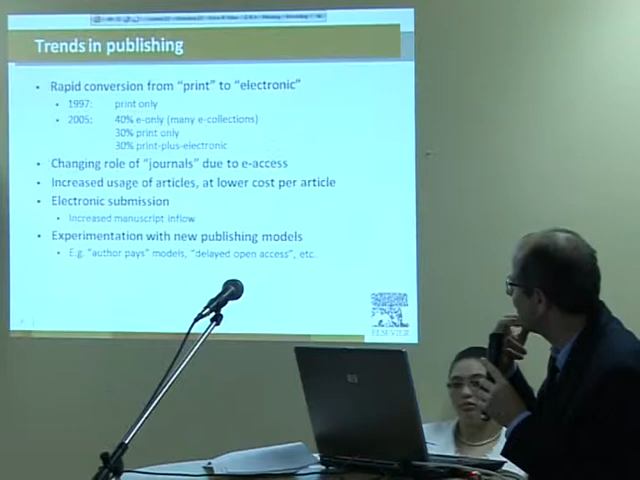 Trends in publishing
• Rapid conversion from "print" to "electronic"
• 1997: print only
• 2005: 40% e-only (many e-collections)
30% print only
30% print-plus-electronic
• Changing role of "journals" due to e-access
• Increased usage of articles, at lower cost per article
• Electronic submission
• Increased manuscript inflow
• Experimentation with new publishing models
• E.g. "author pays" models, "delayed open access", etc.
ELSEVIER
hp